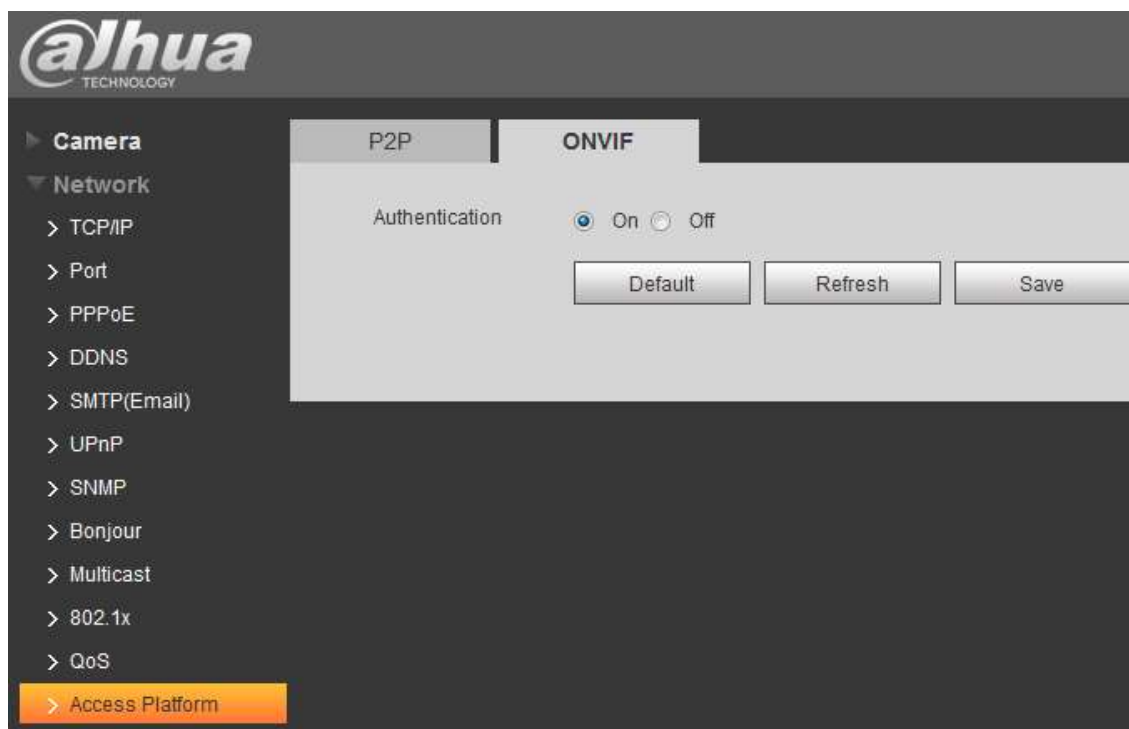 alhua
TECHNOLOGY
Camera
Network
TCP/IP
Port
PPPoE
DDNS
SMTP(Email)
UPnP
SNMP
Bonjour
Multicast
802.1x
QoS
Access Platform
P2P
ONVIF
Authentication
On
Off
Default
Refresh
Save